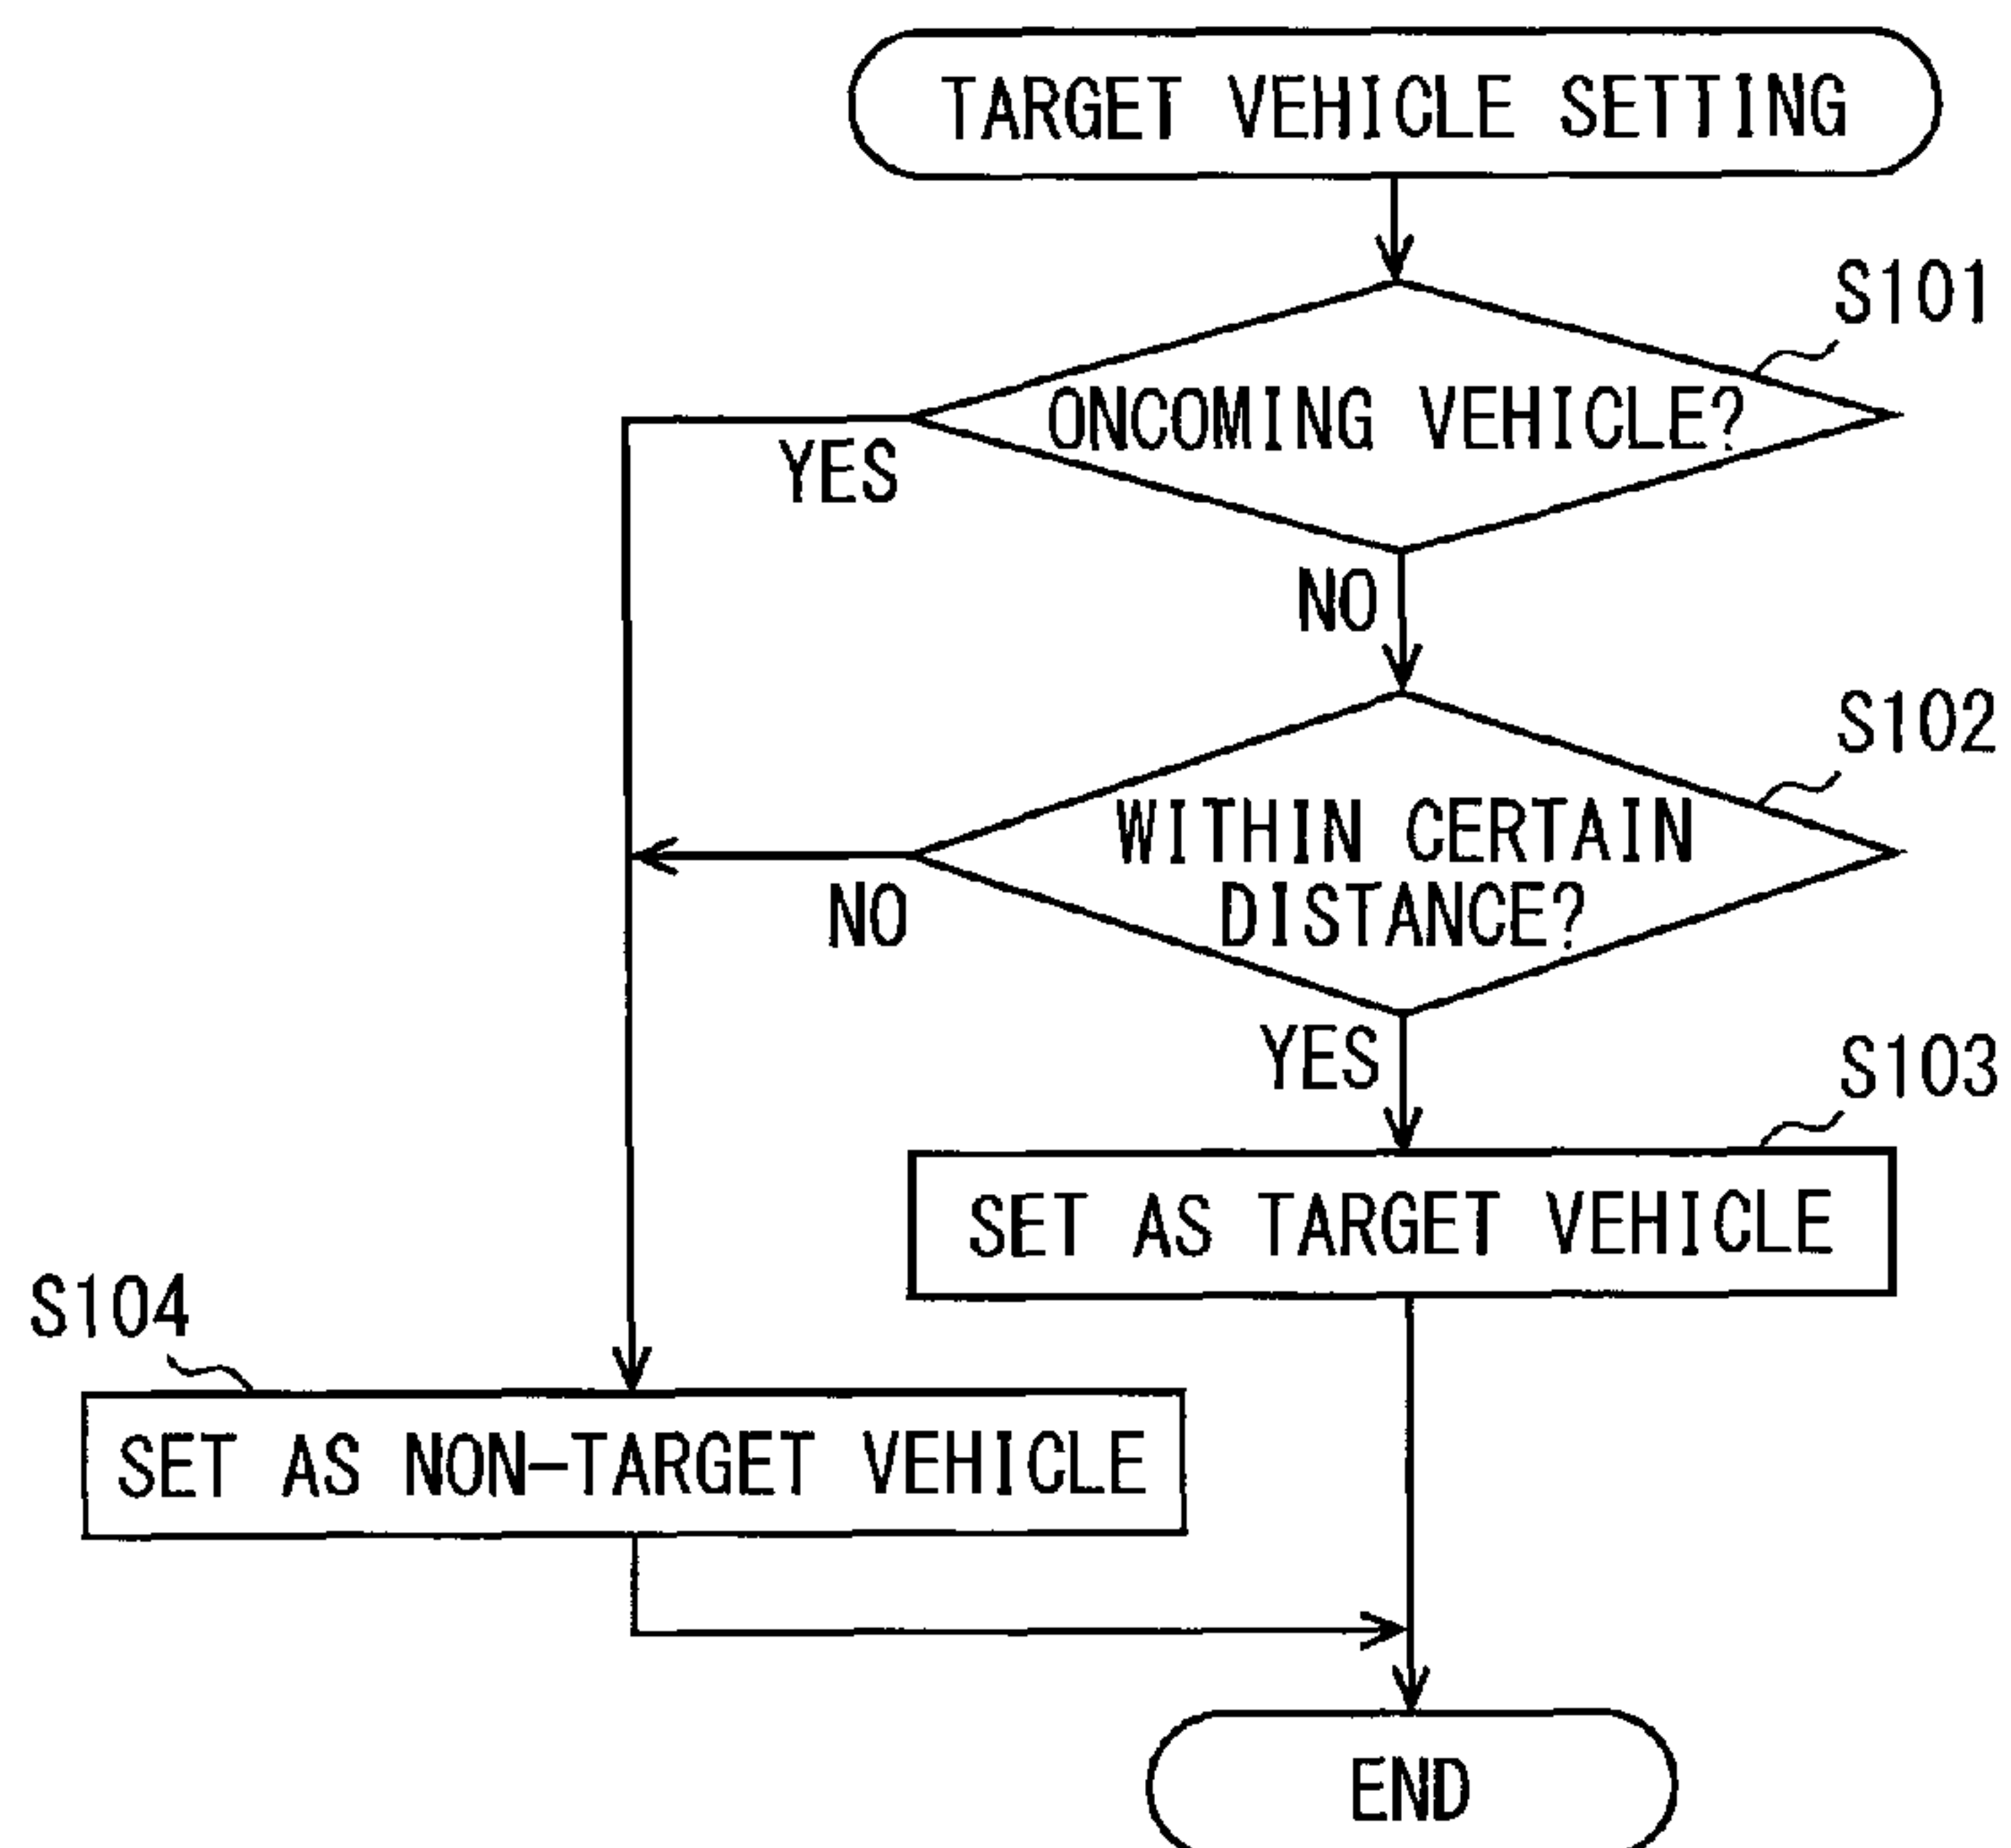 TARGET VEHICLE SETTING
S101
ONCOMING VEHICLE?
YES
NO
S102
WITHIN CERTAIN
DISTANCE?
NO
YES
S103
SET AS TARGET VEHICLE
S104
SET AS NON-TARGET VEHICLE
END